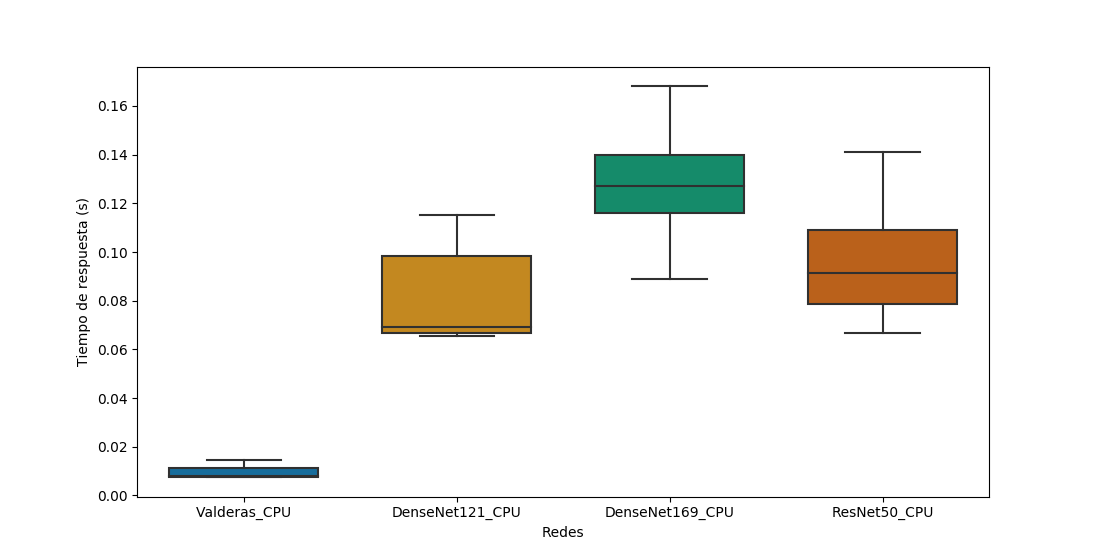 Tiempo de respuesta (s)
0.16
0.14
0.12
0.10
0.08
0.06
0.04
0.02
0.00
Valderas_CPU
DenseNet121_CPU
DenseNet169_CPU
ResNet50_CPU
Redes